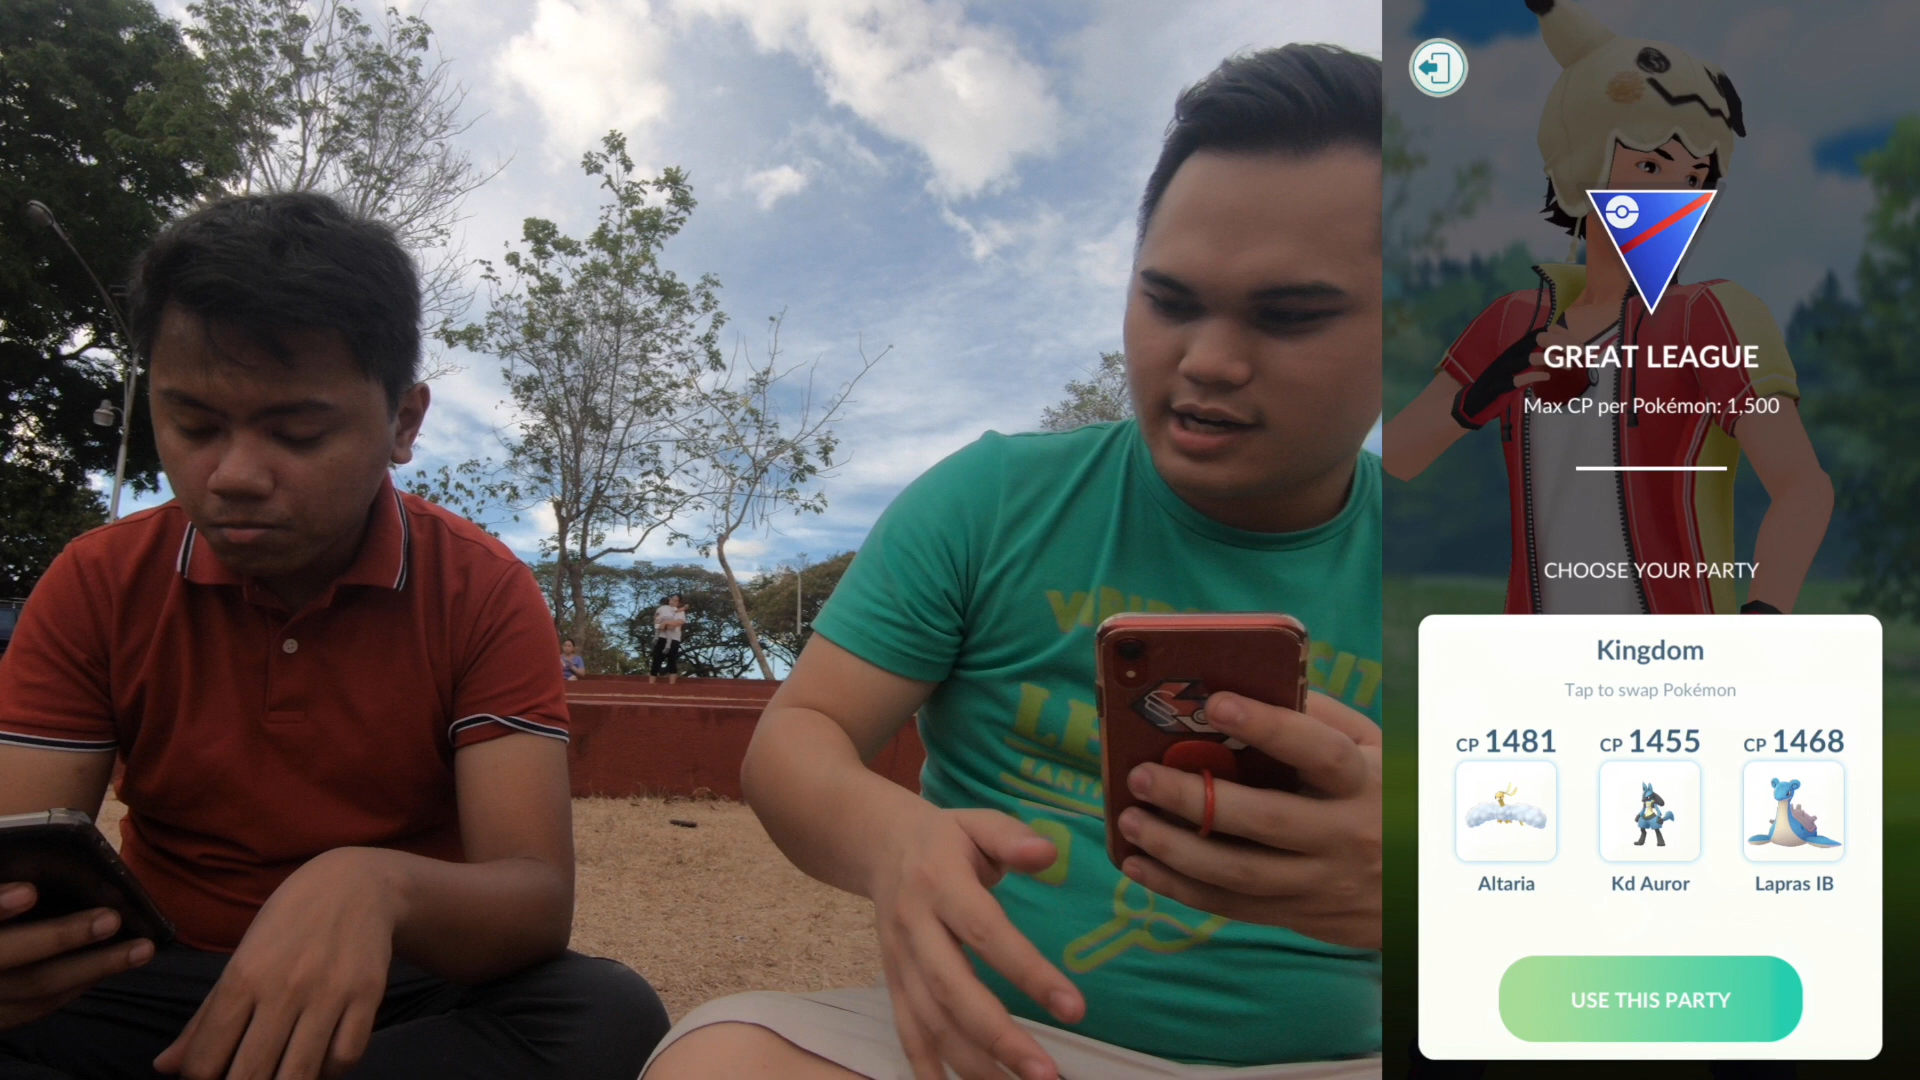 GREAT LEAGUE
Max CP per Pokémon: 1,500
CHOOSE YOUR PARTY
Kingdom
Tap to swap Pokémon
CP 1481 CP 1455 CP 1468
Altaria Kd Auror Lapras IB
USE THIS PARTY